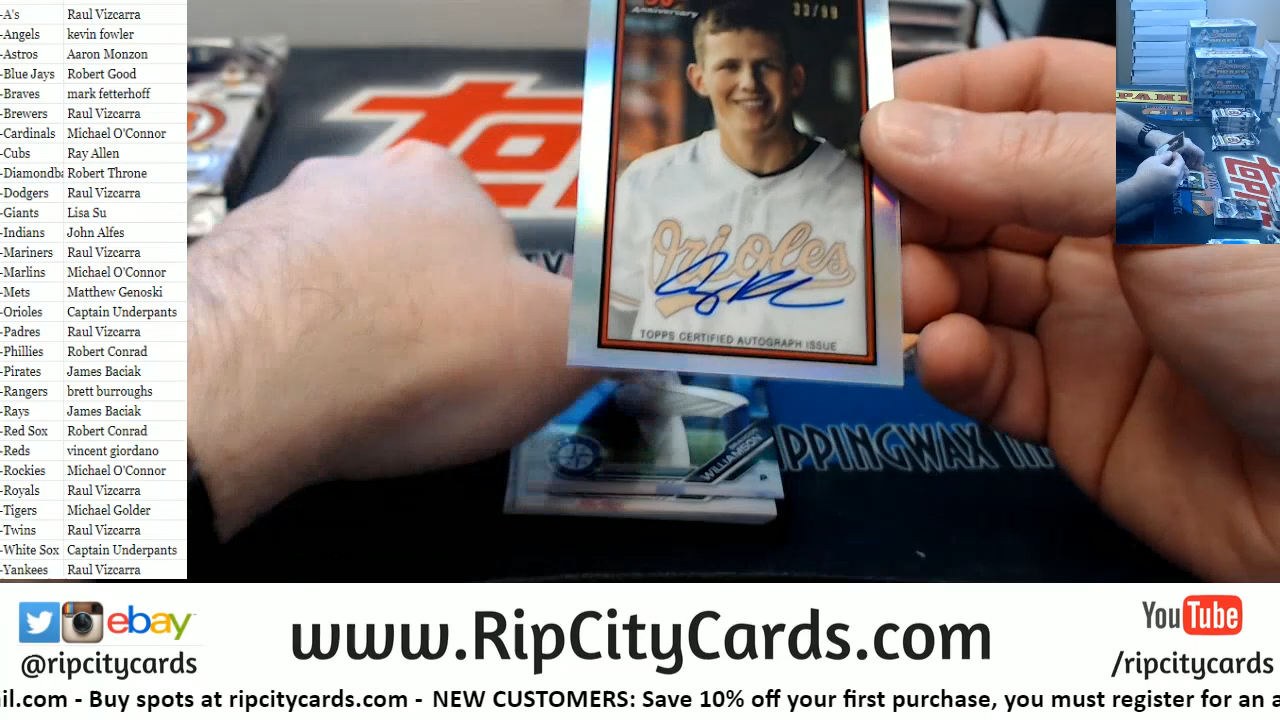 -A's Raul Vizcarra
-Angels kevin fowler
-Astros Aaron Monzon
-Blue Jays Robert Good
-Braves mark fetterhoff
-Brewers Raul Vizcarra
-Cardinals Michael O'Connor
-Cubs Ray Allen
-Diamondba Robert Throne
-Dodgers Raul Vizcarra
-Giants Lisa Su
-Indians John Alfes
-Mariners Raul Vizcarra
-Marlins Michael O'Connor
-Mets Matthew Genoski
-Orioles Captain Underpants
-Padres Raul Vizcarra
-Phillies Robert Conrad
-Pirates James Baciak
-Rangers brett burroughs
-Rays James Baciak
-Red Sox Robert Conrad
-Reds vincent giordano
-Rockies Michael O'Connor
-Royals Raul Vizcarra
-Tigers Michael Golder
-Twins Raul Vizcarra
-White Sox Captain Underpants
-Yankees Raul Vizcarra
Anniversary 33/99
Orioles
TOPPS CERTIFIED AUTOGRAPH ISSUE
WILLIAMSON
P
PPINGWAX
ebay
@ripcitycards
www.RipCityCards.com
YouTube
/ripcitycards
il.com - Buy spots at ripcitycards.com - NEW CUSTOMERS: Save 10% off your first purchase, you must register for an a